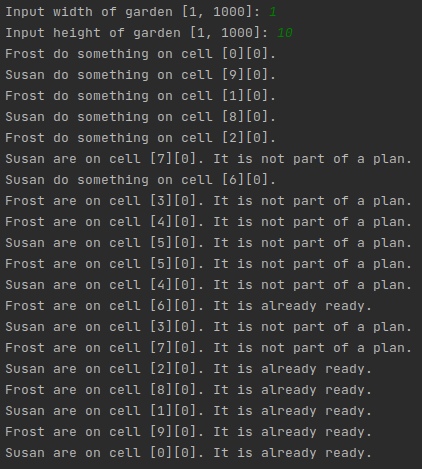 Input width of garden [1, 1000]: 1
Input height of garden [1, 1000]: 10
Frost do something on cell [0][0].
Susan do something on cell [9][0].
Frost do something on cell [1][0].
Susan do something on cell [8][0].
Frost do something on cell [2][0].
Susan are on cell [7][0]. It is not part of a plan.
Susan do something on cell [6][0].
Frost are on cell [3][0]. It is not part of a plan.
Frost are on cell [4][0]. It is not part of a plan.
Susan are on cell [5][0]. It is not part of a plan.
Frost are on cell [5][0]. It is not part of a plan.
Susan are on cell [4][0]. It is not part of a plan.
Frost are on cell [6][0]. It is already ready.
Susan are on cell [3][0]. It is not part of a plan.
Frost are on cell [7][0]. It is not part of a plan.
Susan are on cell [2][0]. It is already ready.
Frost are on cell [8][0]. It is already ready.
Susan are on cell [1][0]. It is already ready.
Frost are on cell [9][0]. It is already ready.
Susan are on cell [0][0]. It is already ready.